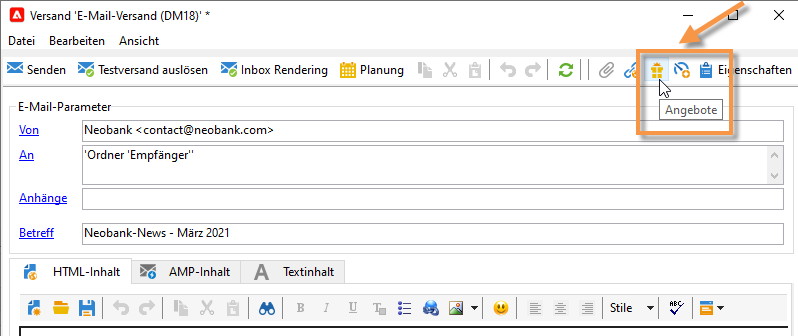 Versand 'E-Mail-Versand (DM18)' *
Datei Bearbeiten Ansicht
Senden Testversand auslösen Inbox Rendering Planung Eigenschaften
Angebote
E-Mail-Parameter
Von Neobank <contact@neobank.com>
An 'Ordner 'Empfänger''
Anhänge
Betreff Neobank-News - März 2021
HTML-Inhalt AMP-Inhalt A Textinhalt
B I U T Stile ABC